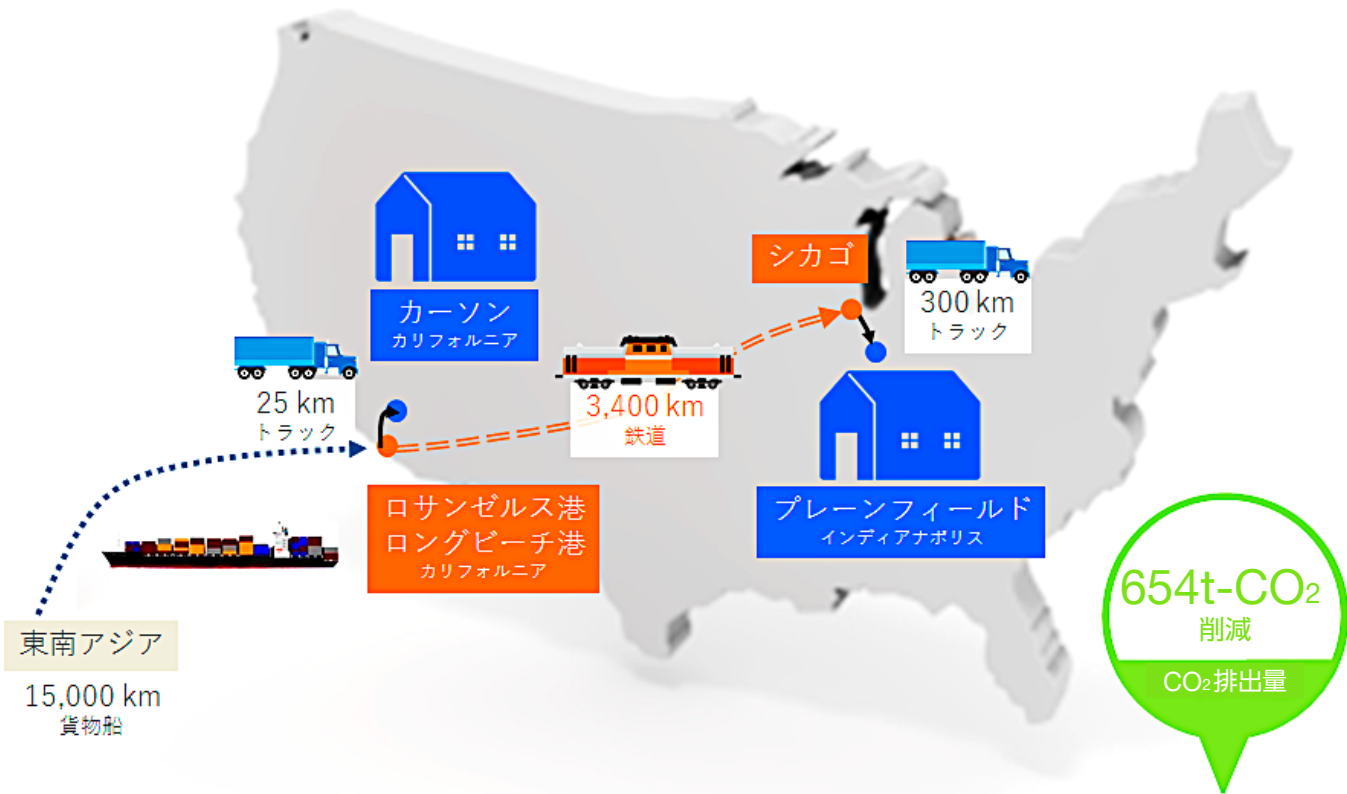 カーソン
カリフォルニア
25 km
トラック
東南アジア
15,000 km
貨物船
ロサンゼルス港
ロングビーチ港
カリフォルニア
3,400 km
鉄道
シカゴ
300 km
トラック
プレーンフィールド
インディアナポリス
654t-CO₂
削減
CO₂排出量